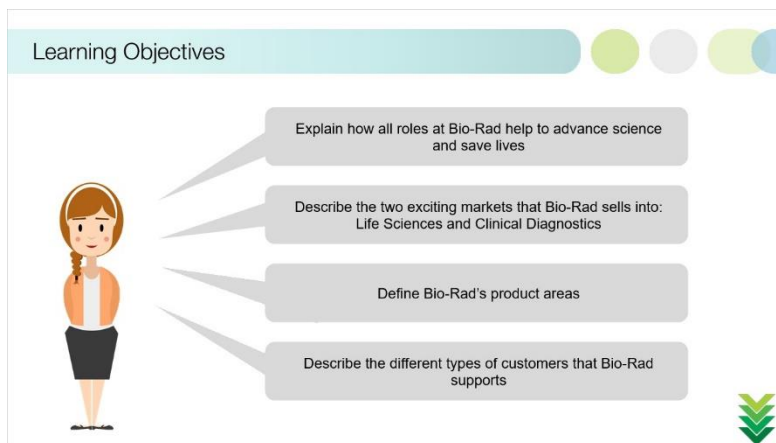 Learning Objectives
Explain how all roles at Bio-Rad help to advance science
and save lives
Describe the two exciting markets that Bio-Rad sells into:
Life Sciences and Clinical Diagnostics
Define Bio-Rad's product areas
Describe the different types of customers that Bio-Rad
supports